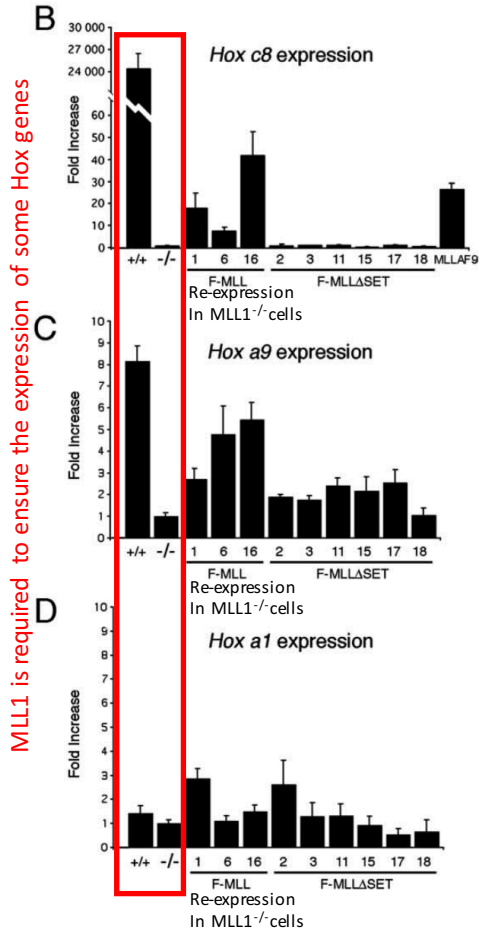 MLL1 is required to ensure the expression of some Hox genes
B
Hox c8 expression
Fold Increase
30 000
27 000
24 000
60
50
40
30
20
10
0
+/+ -/- 1 6 16 2 3 11 15 17 18 MLLAF9
F-MLL F-MLLΔSET
Re-expression
In MLL1-/-cells
C
Hox a9 expression
Fold Increase
10
9
8
7
6
5
4
3
2
1
0
+/+ -/- 1 6 16 2 3 11 15 17 18
F-MLL F-MLLΔSET
Re-expression
In MLL1-/-cells
D
Hox a1 expression
Fold Increase
10
9
8
7
6
5
4
3
2
1
0
+/+ -/- 1 6 16 2 3 11 15 17 18
F-MLL F-MLLΔSET
Re-expression
In MLL1-/-cells